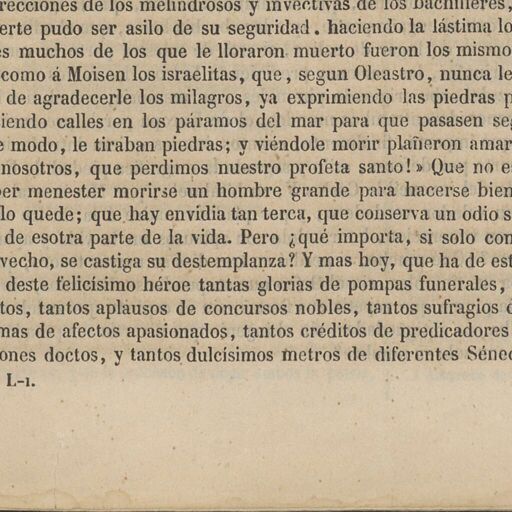 recciones de los melindrosos y invectivas de los bachilleres,
erte pudo ser asilo de su seguridad. haciendo la lástima lo
es muchos de los que le lloraron muerto fueron los mismo
como á Moisen los israelitas, que, segun Oleastro, nunca le
de agradecerle los milagros, ya exprimiendo las piedras p
iendo calles en los páramos del mar para que pasasen seg
e modo, le tiraban piedras; y viéndole morir plañeron amar
nosotros, que perdimos nuestro profeta santo!» Que no es
ber menester morirse un hombre grande para hacerse bien
lo quede; que hay envidia tan terca, que conserva un odio s
de esotra parte de la vida. Pero ¿qué importa, si solo con
vecho, se castiga su destemplanza? Y mas hoy, que ha de est
deste felicísimo héroe tantas glorias de pompas funerales,
tos, tantos aplausos de concursos nobles, tantos sufragios d
mas de afectos apasionados, tantos créditos de predicadores
ones doctos, y tantos dulcísimos metros de diferentes Sénec
L-I.